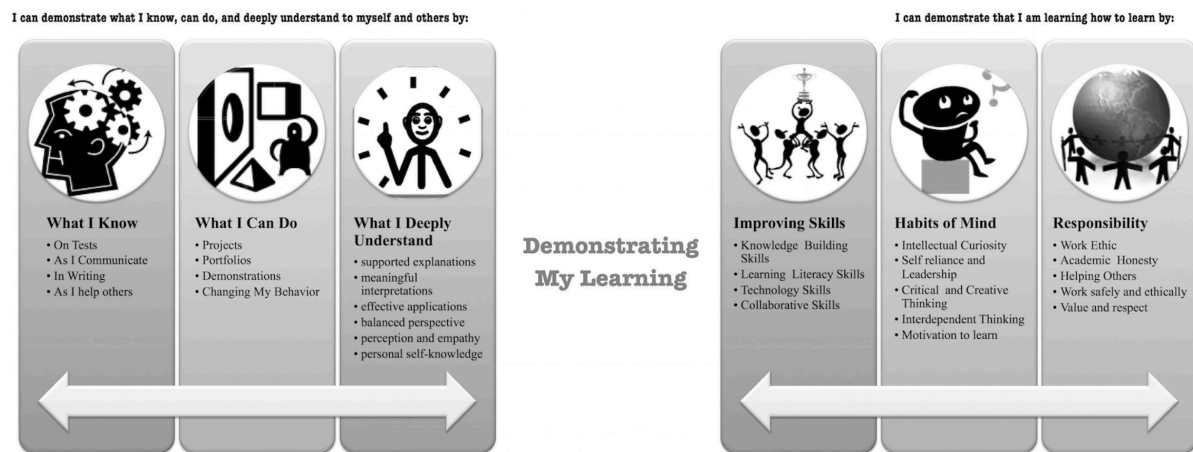 I can demonstrate what I know, can do, and deeply understand to myself and others by:
What I Know
• On Tests
• As I Communicate
• In Writing
• As I help others
What I Can Do
• Projects
• Portfolios
• Demonstrations
• Changing My Behavior
What I Deeply
Understand
• supported explanations
• meaningful
interpretations
• effective applications
• balanced perspective
• perception and empathy
• personal self-knowledge
Demonstrating
My Learning
I can demonstrate that I am learning how to learn by:
Improving Skills
• Knowledge Building
Skills
• Learning Literacy Skills
• Technology Skills
• Collaborative Skills
Habits of Mind
• Intellectual Curiosity
• Self reliance and
Leadership
• Critical and Creative
Thinking
• Interdependent Thinking
• Motivation to learn
Responsibility
• Work Ethic
• Academic Honesty
• Helping Others
• Work safely and ethically
• Value and respect